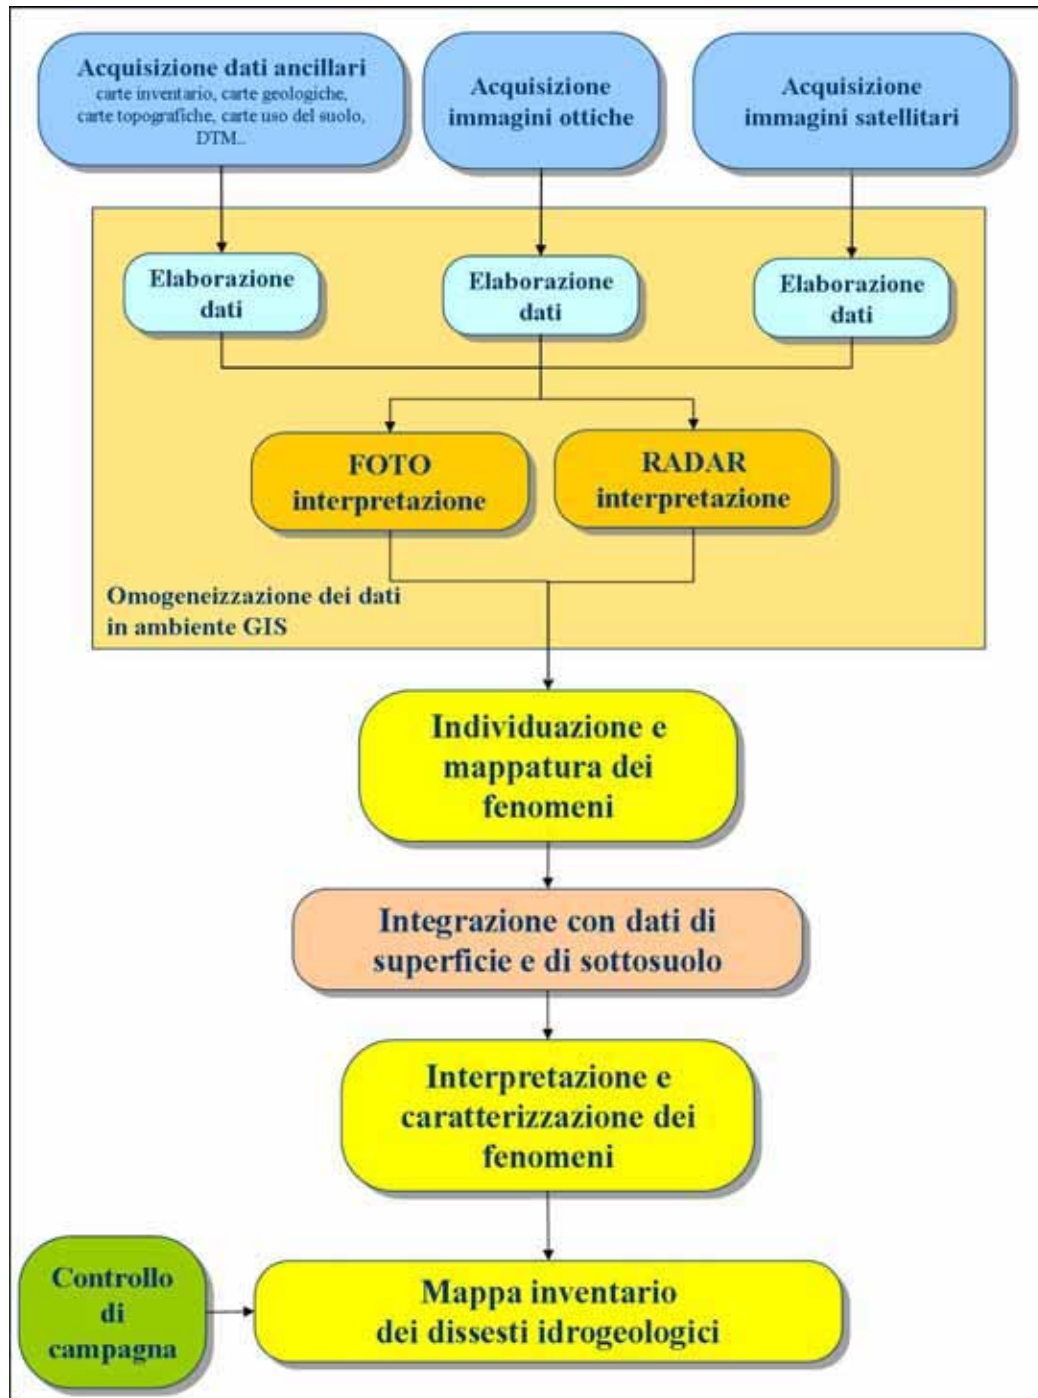 Acquisizione dati ancillari
carte inventario, carte geologiche,
carte topografiche, carte uso del suolo,
DTM..
Acquisizione
immagini ottiche
Acquisizione
immagini satellitari
Elaborazione
dati
Elaborazione
dati
Elaborazione
dati
FOTO
interpretazione
RADAR
interpretazione
Omogeneizzazione dei dati
in ambiente GIS
Individuazione e
mappatura dei
fenomeni
Integrazione con dati di
superficie e di sottosuolo
Interpretazione e
caratterizzazione dei
fenomeni
Controllo
di
campagna
Mappa inventario
dei dissesti idrogeologici